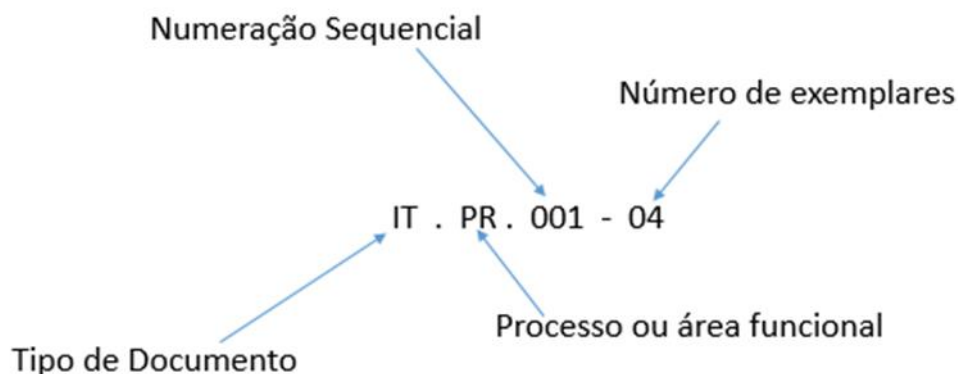 Numeração Sequencial
Número de exemplares
IT . PR . 001 - 04
Processo ou área funcional
Tipo de Documento